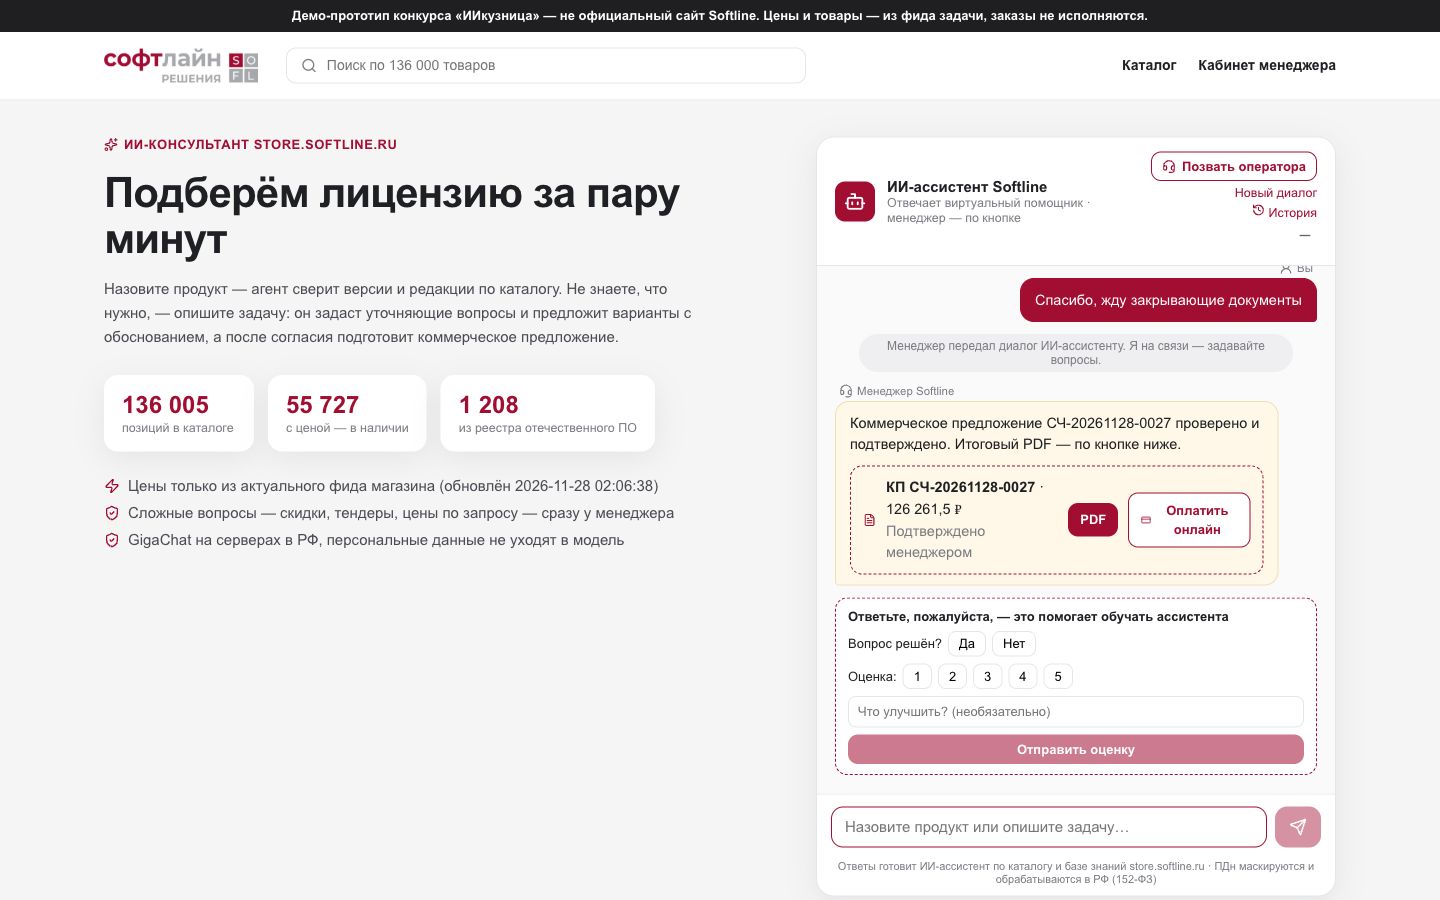 Демо-прототип конкурса «ИИкузница» — не официальный сайт Softline. Цены и товары — из фида задачи, заказы не исполняются.
софтлайн
РЕШЕНИЯ
S O
F L
Поиск по 136 000 товаров
Каталог
Кабинет менеджера
ИИ-КОНСУЛЬТАНТ STORE.SOFTLINE.RU
Подберём лицензию за пару
минут
Назовите продукт — агент сверит версии и редакции по каталогу. Не знаете, что
нужно, — опишите задачу: он задаст уточняющие вопросы и предложит варианты с
обоснованием, а после согласия подготовит коммерческое предложение.
136 005
позиций в каталоге
55 727
с ценой — в наличии
1 208
из реестра отечественного ПО
Цены только из актуального фида магазина (обновлён 2026-11-28 02:06:38)
Сложные вопросы — скидки, тендеры, цены по запросу — сразу у менеджера
GigaChat на серверах в РФ, персональные данные не уходят в модель
ИИ-ассистент Softline
Отвечает виртуальный помощник ·
менеджер — по кнопке
Позвать оператора
Новый диалог
История
—
Вы
Спасибо, жду закрывающие документы
Менеджер передал диалог ИИ-ассистенту. Я на связи — задавайте
вопросы.
Менеджер Softline
Коммерческое предложение СЧ-20261128-0027 проверено и
подтверждено. Итоговый PDF — по кнопке ниже.
КП СЧ-20261128-0027 ·
126 261,5 ₽
Подтверждено
менеджером
PDF
Оплатить
онлайн
Ответьте, пожалуйста, — это помогает обучать ассистента
Вопрос решён? Да Нет
Оценка: 1 2 3 4 5
Что улучшить? (необязательно)
Отправить оценку
Назовите продукт или опишите задачу…
Ответы готовит ИИ-ассистент по каталогу и базе знаний store.softline.ru · ПДн маскируются и
обрабатываются в РФ (152-ФЗ)